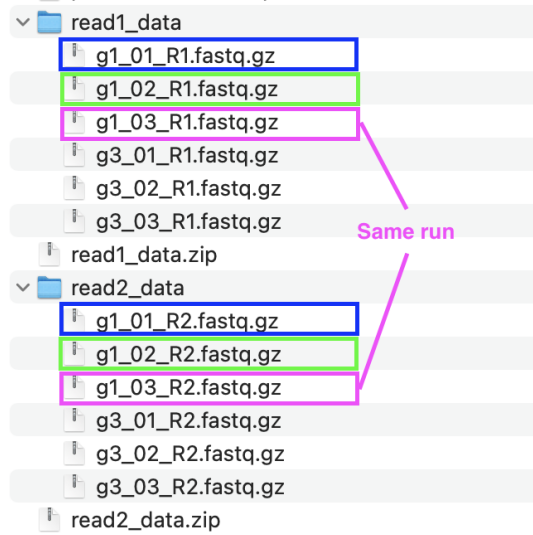 read1_data
g1_01_R1.fastq.gz
g1_02_R1.fastq.gz
g1_03_R1.fastq.gz
g3_01_R1.fastq.gz
g3_02_R1.fastq.gz
g3_03_R1.fastq.gz
Same run
read1_data.zip
read2_data
g1_01_R2.fastq.gz
g1_02_R2.fastq.gz
g1_03_R2.fastq.gz
g3_01_R2.fastq.gz
g3_02_R2.fastq.gz
g3_03_R2.fastq.gz
read2_data.zip